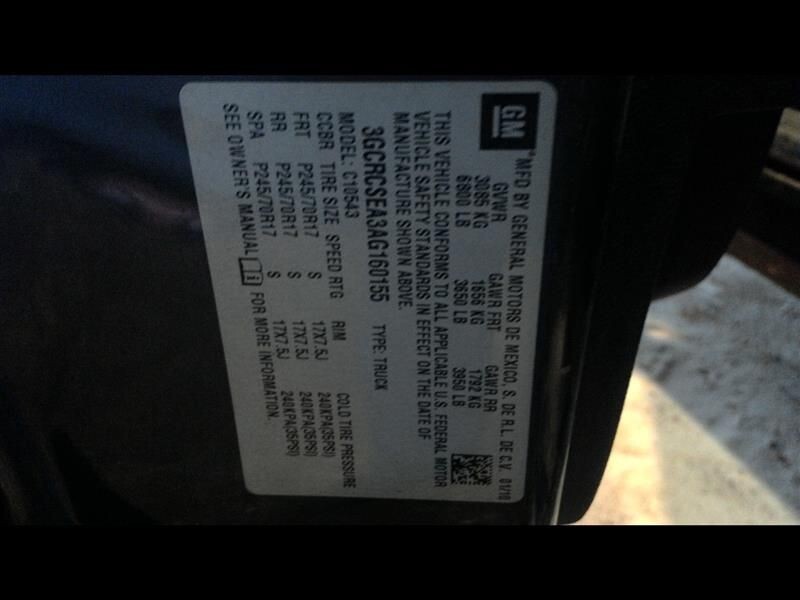 GM
MFD BY GENERAL MOTORS DE MEXICO, S. DE R.L. DE C.V. 01/10
GVWR GAWR FRT GAWR RR
3085 KG 1656 KG 1792 KG
6800 LB 3650 LB 3950 LB
THIS VEHICLE CONFORMS TO ALL APPLICABLE U.S. FEDERAL MOTOR
VEHICLE SAFETY STANDARDS IN EFFECT ON THE DATE OF
MANUFACTURE SHOWN ABOVE.
3GCRCSEA3AG160155 TYPE: TRUCK
MODEL: C10543
CCBR TIRE SIZE SPEED RTG RIM COLD TIRE PRESSURE
FRT P245/70R17 S 17X7.5J 240KPA(35PSI)
RR P245/70R17 S 17X7.5J 240KPA(35PSI)
SPA P245/70R17 S 17X7.5J 240KPA(35PSI)
SEE OWNER'S MANUAL FOR MORE INFORMATION.